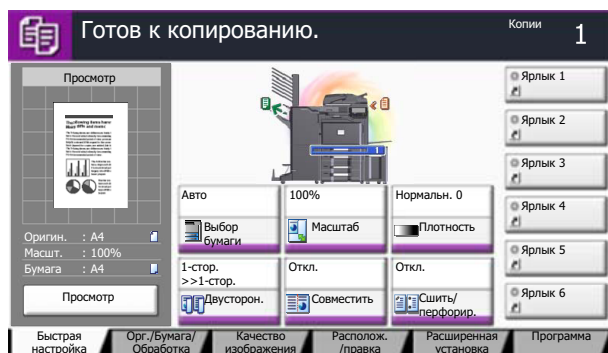 Готов к копированию.
Копии
1
Просмотр
Оригин. : A4
Масшт. : 100%
Бумага : A4
Просмотр
1
Авто
Выбор
бумаги
100%
Масштаб
Нормальн. 0
Плотность
1-стор.
>>1-стор.
Двусторон.
Откл.
Совместить
Откл.
Сшить/
перфорир.
Ярлык 1
Ярлык 2
Ярлык 3
Ярлык 4
Ярлык 5
Ярлык 6
Быстрая
настройка
Орг./Бумага/
Обработка
Качество
изображения
Располож.
/правка
Расширенная
установка
Программа